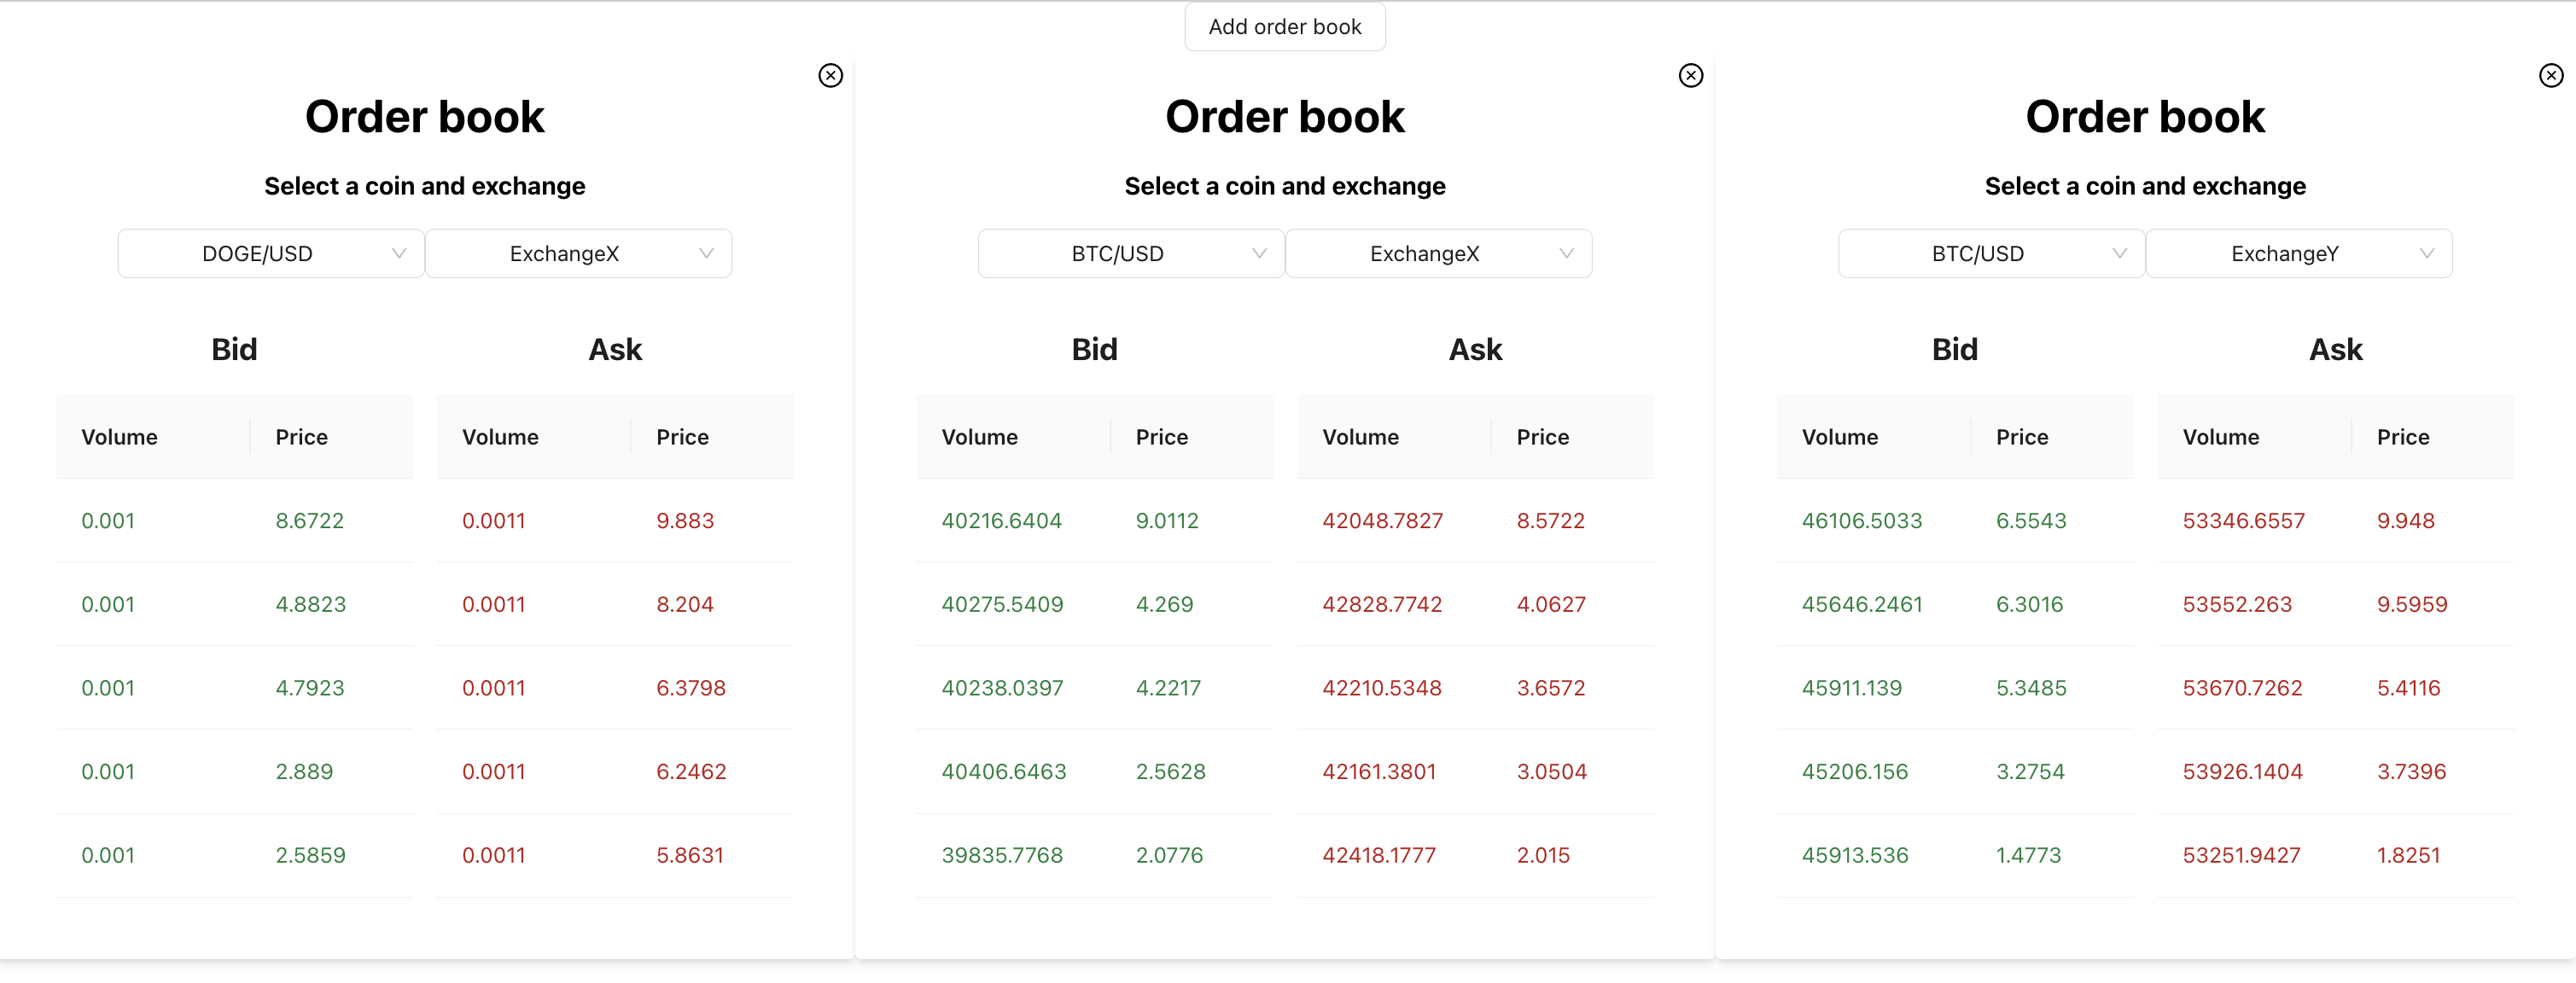 Add order book
Order book
Select a coin and exchange
DOGE/USD ExchangeX
Bid Ask
Volume Price Volume Price
0.001 8.6722 0.0011 9.883
0.001 4.8823 0.0011 8.204
0.001 4.7923 0.0011 6.3798
0.001 2.889 0.0011 6.2462
0.001 2.5859 0.0011 5.8631
Order book
Select a coin and exchange
BTC/USD ExchangeX
Bid Ask
Volume Price Volume Price
40216.6404 9.0112 42048.7827 8.5722
40275.5409 4.269 42828.7742 4.0627
40238.0397 4.2217 42210.5348 3.6572
40406.6463 2.5628 42161.3801 3.0504
39835.7768 2.0776 42418.1777 2.015
Order book
Select a coin and exchange
BTC/USD ExchangeY
Bid Ask
Volume Price Volume Price
46106.5033 6.5543 53346.6557 9.948
45646.2461 6.3016 53552.263 9.5959
45911.139 5.3485 53670.7262 5.4116
45206.156 3.2754 53926.1404 3.7396
45913.536 1.4773 53251.9427 1.8251